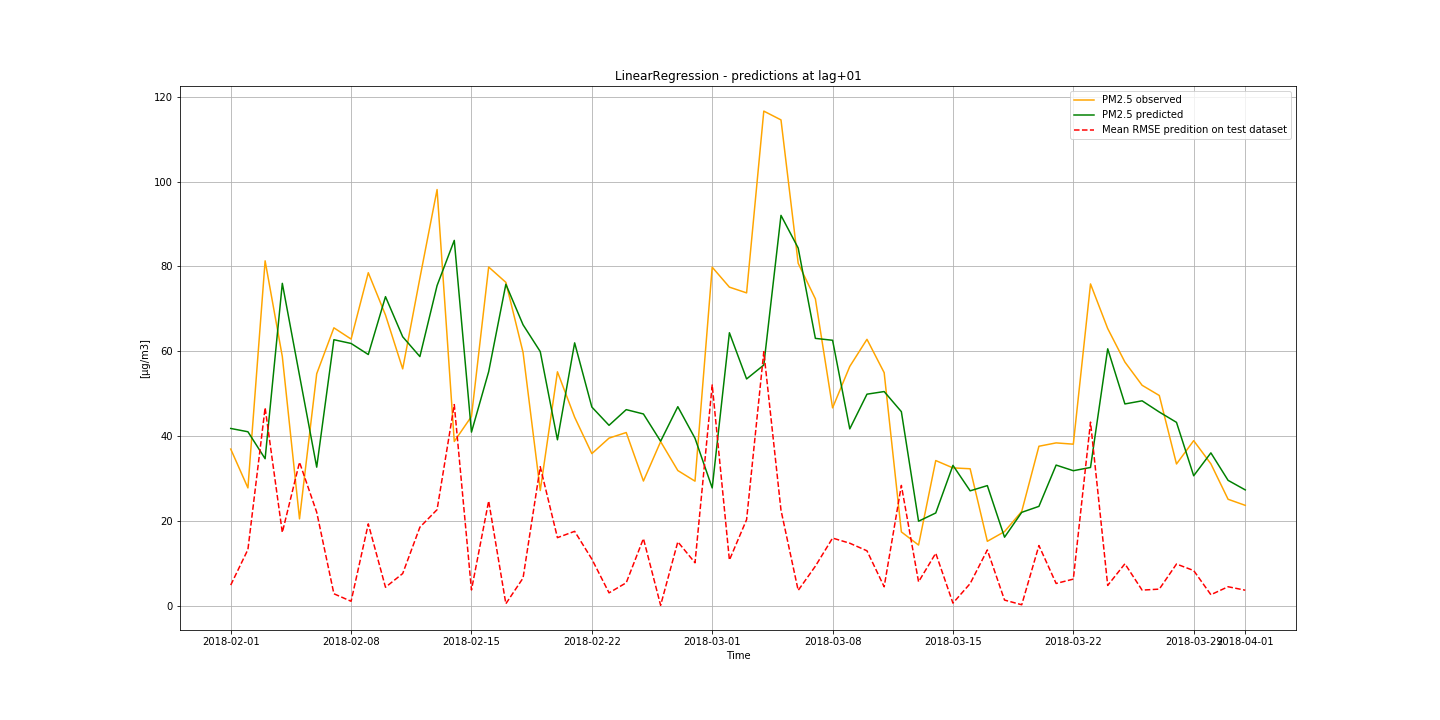 LinearRegression - predictions at lag+01
PM2.5 observed
PM2.5 predicted
Mean RMSE predition on test dataset
120
100
80
60
40
20
0
[µg/m3]
2018-02-01 2018-02-08 2018-02-15 2018-02-22 2018-03-01 2018-03-08 2018-03-15 2018-03-22 2018-03-29 2018-04-01
Time